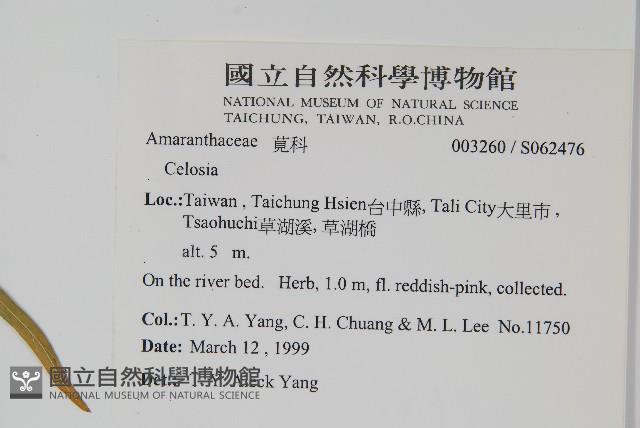 國立自然科學博物館
NATIONAL MUSEUM OF NATURAL SCIENCE
TAICHUNG, TAIWAN, R.O.CHINA
Amaranthaceae 莧科 003260 / S062476
Celosia
Loc.:Taiwan , Taichung Hsien台中縣, Tali City大里市 ,
Tsaohuchi草湖溪, 草湖橋
alt. 5 m.
On the river bed. Herb, 1.0 m, fl. reddish-pink, collected.
Col.:T. Y. A. Yang, C. H. Chuang & M. L. Lee No.11750
Date: March 12 , 1999
Det.: Yang
國立自然科學博物館
NATIONAL MUSEUM OF NATURAL SCIENCE